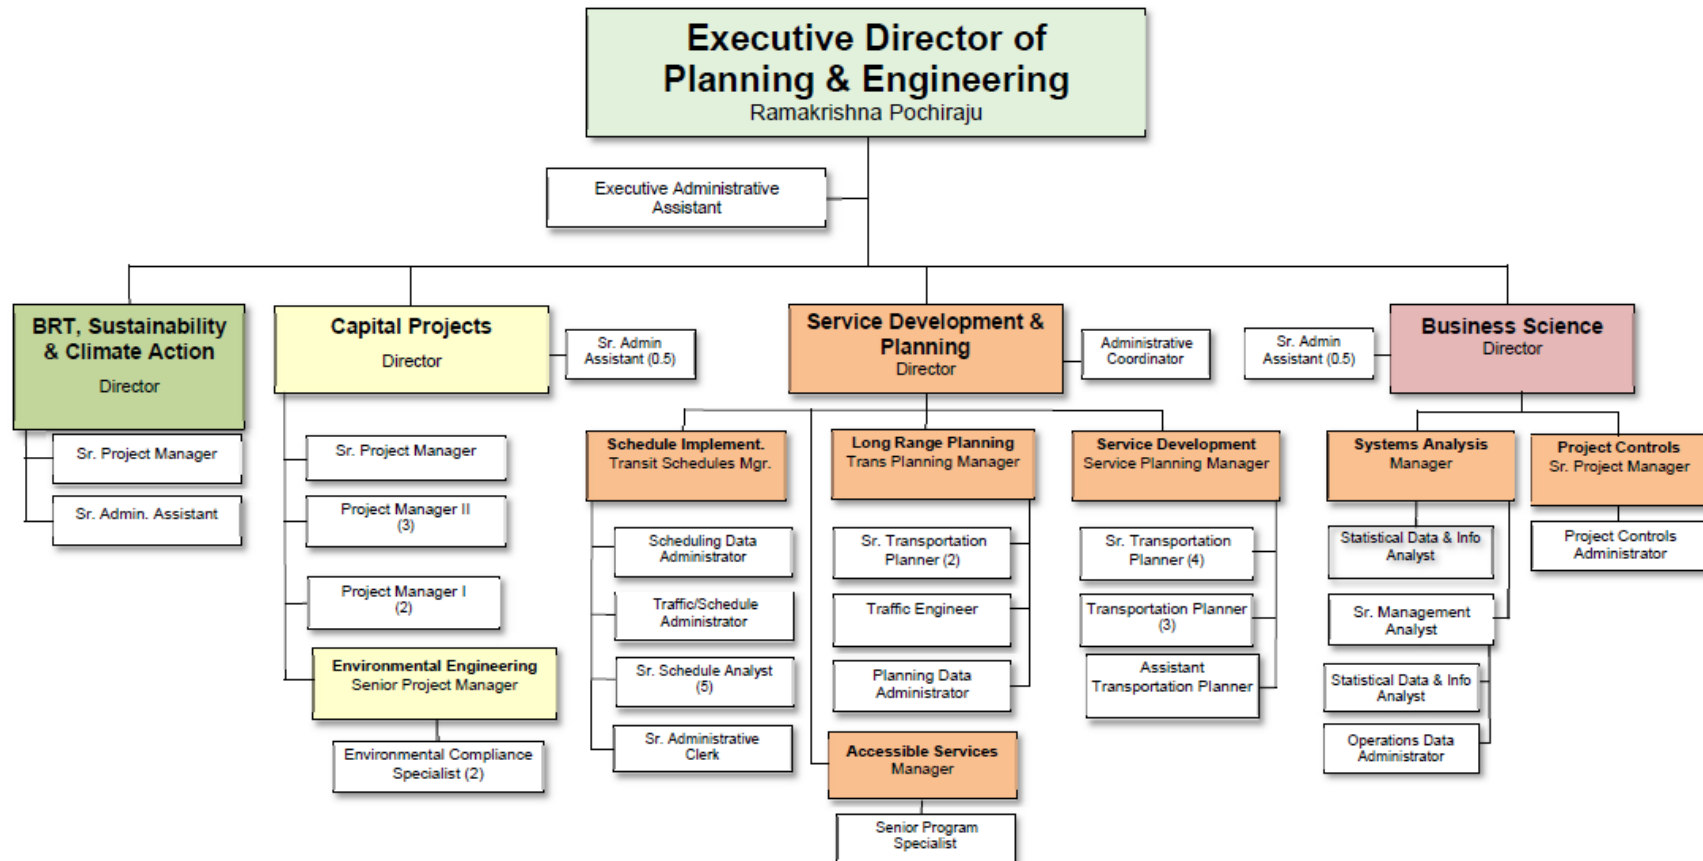 Executive Director of
Planning & Engineering
Ramakrishna Pochiraju
Executive Administrative
Assistant
BRT, Sustainability
& Climate Action
Director
Sr. Project Manager
Sr. Admin. Assistant
Capital Projects
Director
Sr. Admin
Assistant (0.5)
Sr. Project Manager
Project Manager II
(3)
Project Manager I
(2)
Environmental Engineering
Senior Project Manager
Environmental Compliance
Specialist (2)
Service Development &
Planning
Director
Administrative
Coordinator
Schedule Implement.
Transit Schedules Mgr.
Scheduling Data
Administrator
Traffic/Schedule
Administrator
Sr. Schedule Analyst
(5)
Sr. Administrative
Clerk
Long Range Planning
Trans Planning Manager
Sr. Transportation
Planner (2)
Traffic Engineer
Planning Data
Administrator
Accessible Services
Manager
Senior Program
Specialist
Service Development
Service Planning Manager
Sr. Transportation
Planner (4)
Transportation Planner
(3)
Assistant
Transportation Planner
Sr. Admin
Assistant (0.5)
Business Science
Director
Systems Analysis
Manager
Statistical Data & Info
Analyst
Sr. Management
Analyst
Statistical Data & Info
Analyst
Operations Data
Administrator
Project Controls
Sr. Project Manager
Project Controls
Administrator